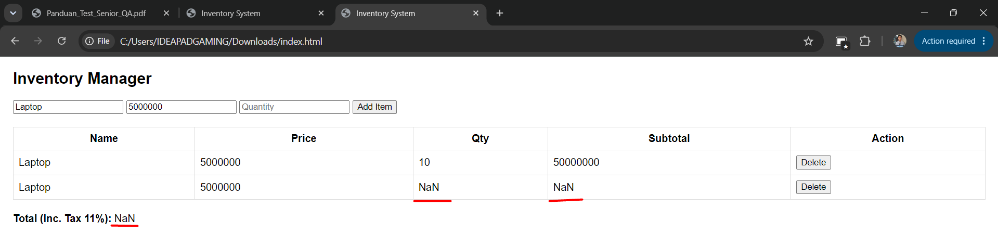 Panduan_Test_Senior_QA.pdf Inventory System Inventory System
File C:/Users/IDEAPADGAMING/Downloads/index.html Action required
Inventory Manager
Laptop 5000000 Quantity Add Item
Name Price Qty Subtotal Action
Laptop 5000000 10 50000000 Delete
Laptop 5000000 NaN NaN Delete
Total (Inc. Tax 11%): NaN